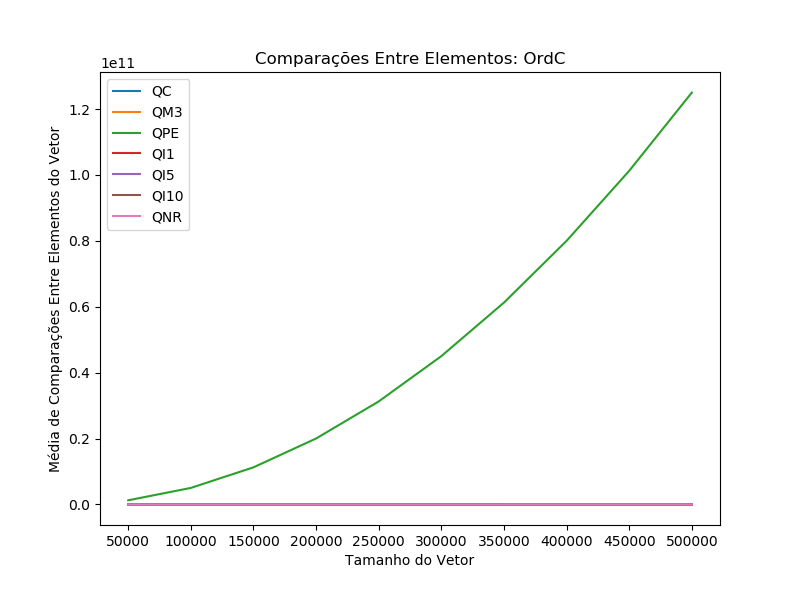 Comparações Entre Elementos: OrdC
1e11
QC
QM3
QPE
QI1
QI5
QI10
QNR
Média de Comparações Entre Elementos do Vetor
1.2
1.0
0.8
0.6
0.4
0.2
0.0
50000 100000 150000 200000 250000 300000 350000 400000 450000 500000
Tamanho do Vetor